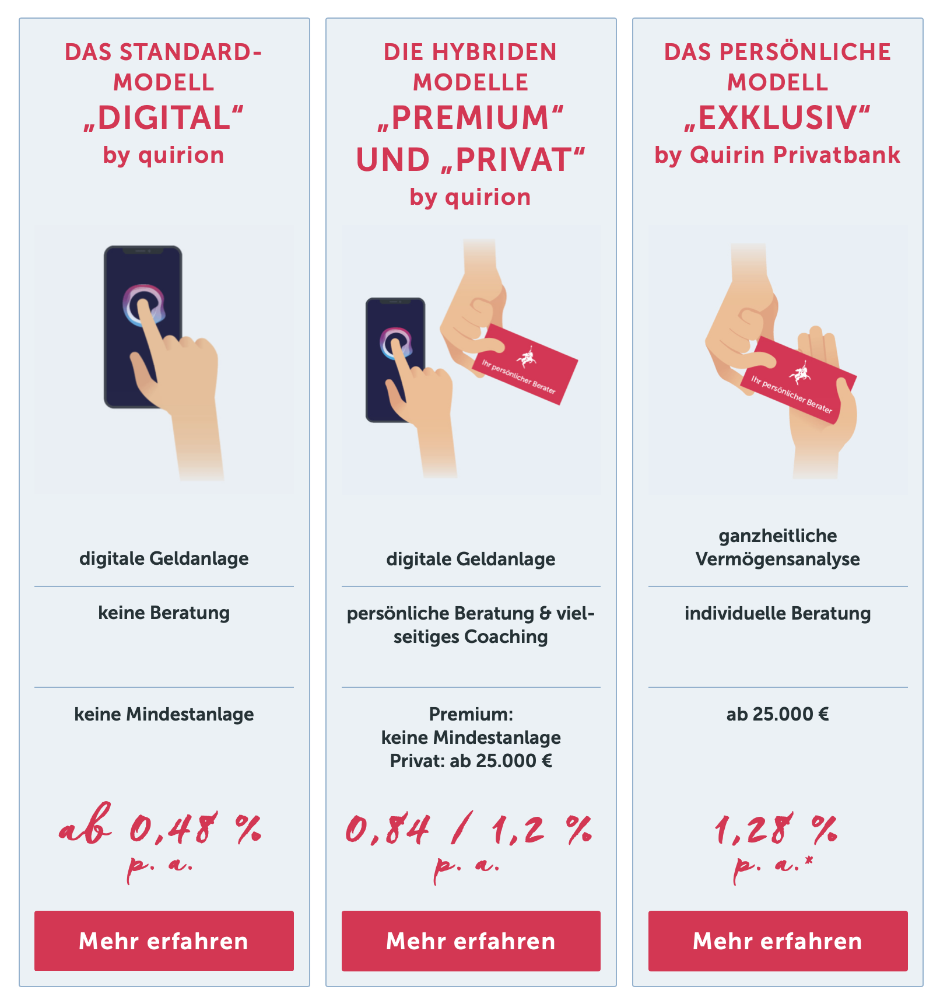 DAS STANDARD-
MODELL
„DIGITAL“
by quirion
digitale Geldanlage
keine Beratung
keine Mindestanlage
ab 0,48 %
p. a.
Mehr erfahren
DIE HYBRIDEN
MODELLE
„PREMIUM“
UND „PRIVAT“
by quirion
Ihr persönlicher Berater
digitale Geldanlage
persönliche Beratung & viel-
seitiges Coaching
Premium:
keine Mindestanlage
Privat: ab 25.000 €
0,84 / 1,2 %
p. a.
Mehr erfahren
DAS PERSÖNLICHE
MODELL
„EXKLUSIV“
by Quirin Privatbank
Ihr persönlicher Berater
ganzheitliche
Vermögensanalyse
individuelle Beratung
ab 25.000 €
1,28 %
p. a.*
Mehr erfahren